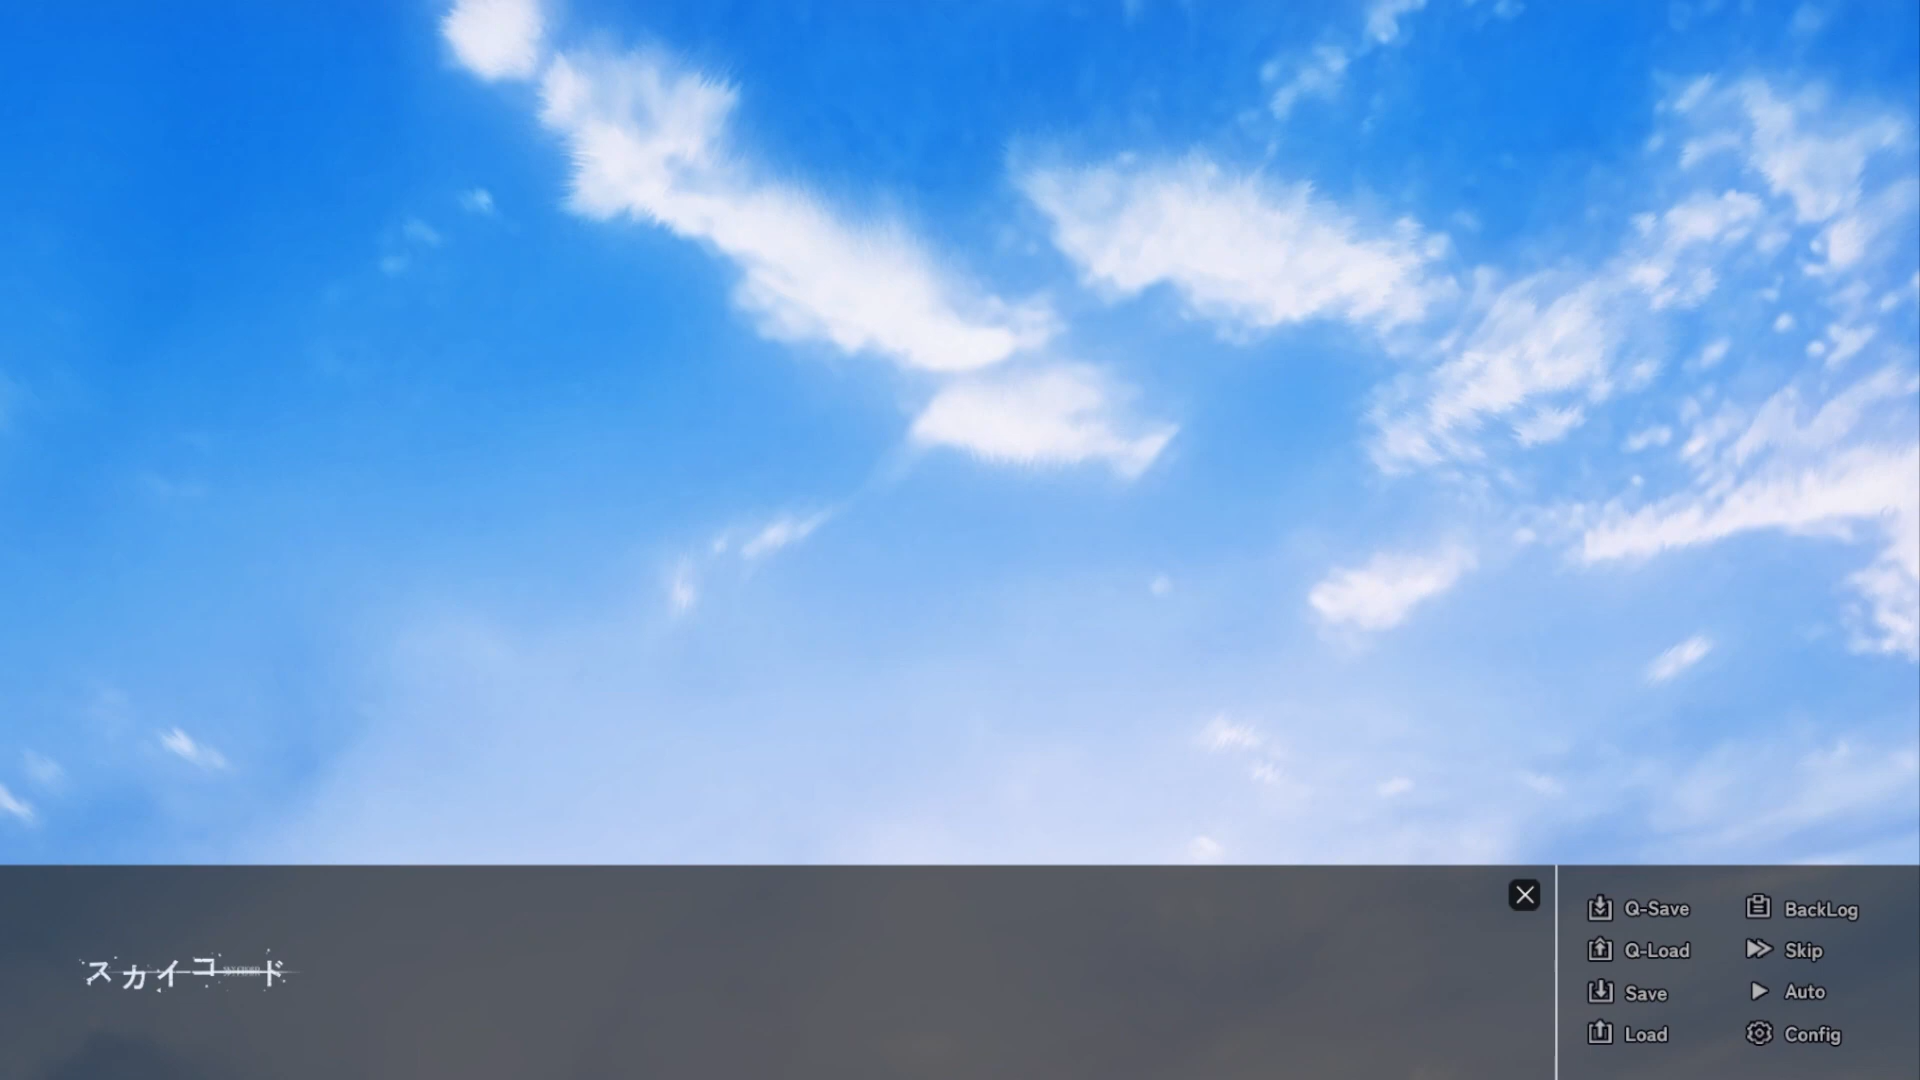 スカイコード
Q-Save
BackLog
Q-Load
Skip
Save
Auto
Load
Config